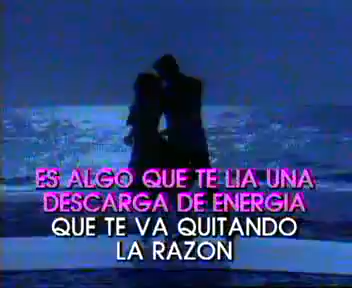 ES ALGO QUE TE LIA UNA
DESCARGA DE ENERGIA
QUE TE VA QUITANDO
LA RAZON